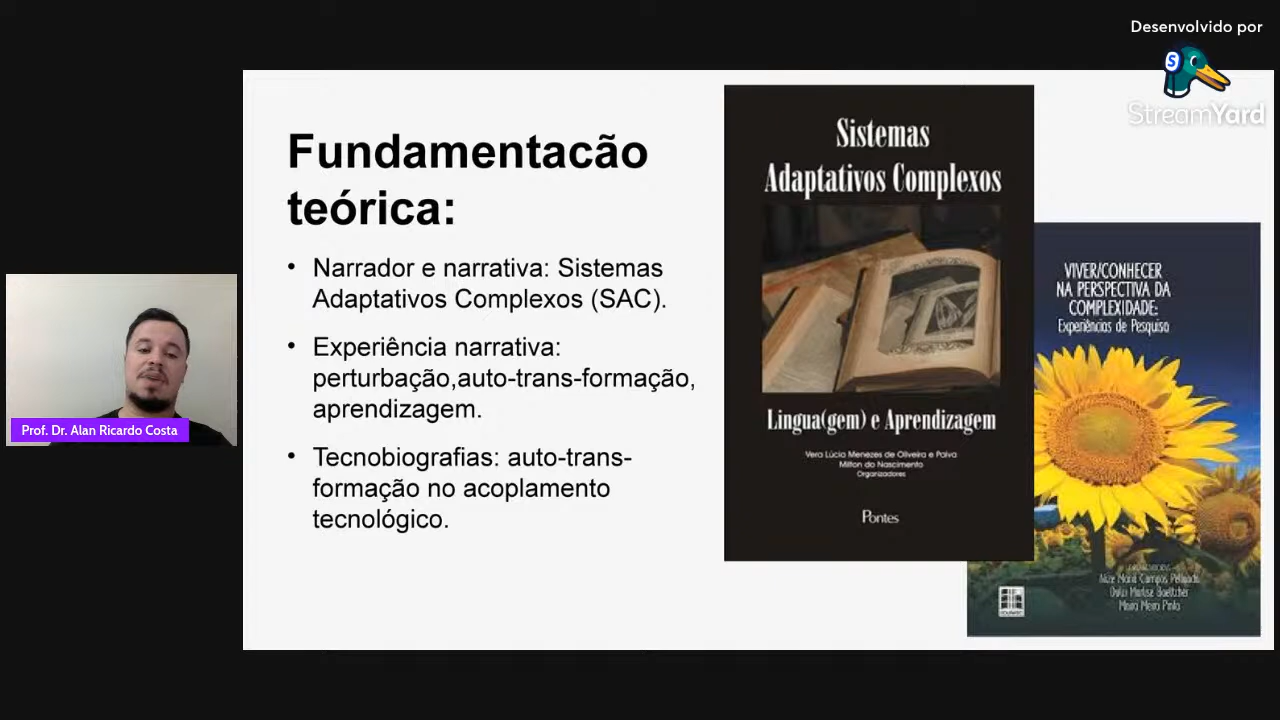 Desenvolvido por
StreamYard
Fundamentacão
teórica:
• Narrador e narrativa: Sistemas
Adaptativos Complexos (SAC).
• Experiência narrativa:
perturbação,auto-trans-formação,
aprendizagem.
• Tecnobiografias: auto-trans-
formação no acoplamento
tecnológico.
Sistemas
Adaptativos Complexos
Lingua(gem) e Aprendizagem
Vera Lúcia Menezes de Oliveira e Paiva
Milton do Nascimento
Organizadores
Pontes
VIVER/CONHECER
NA PERSPECTIVA DA
COMPLEXIDADE:
Experiências de Pesquisa
Maria Campos
Prof. Dr. Alan Ricardo Costa